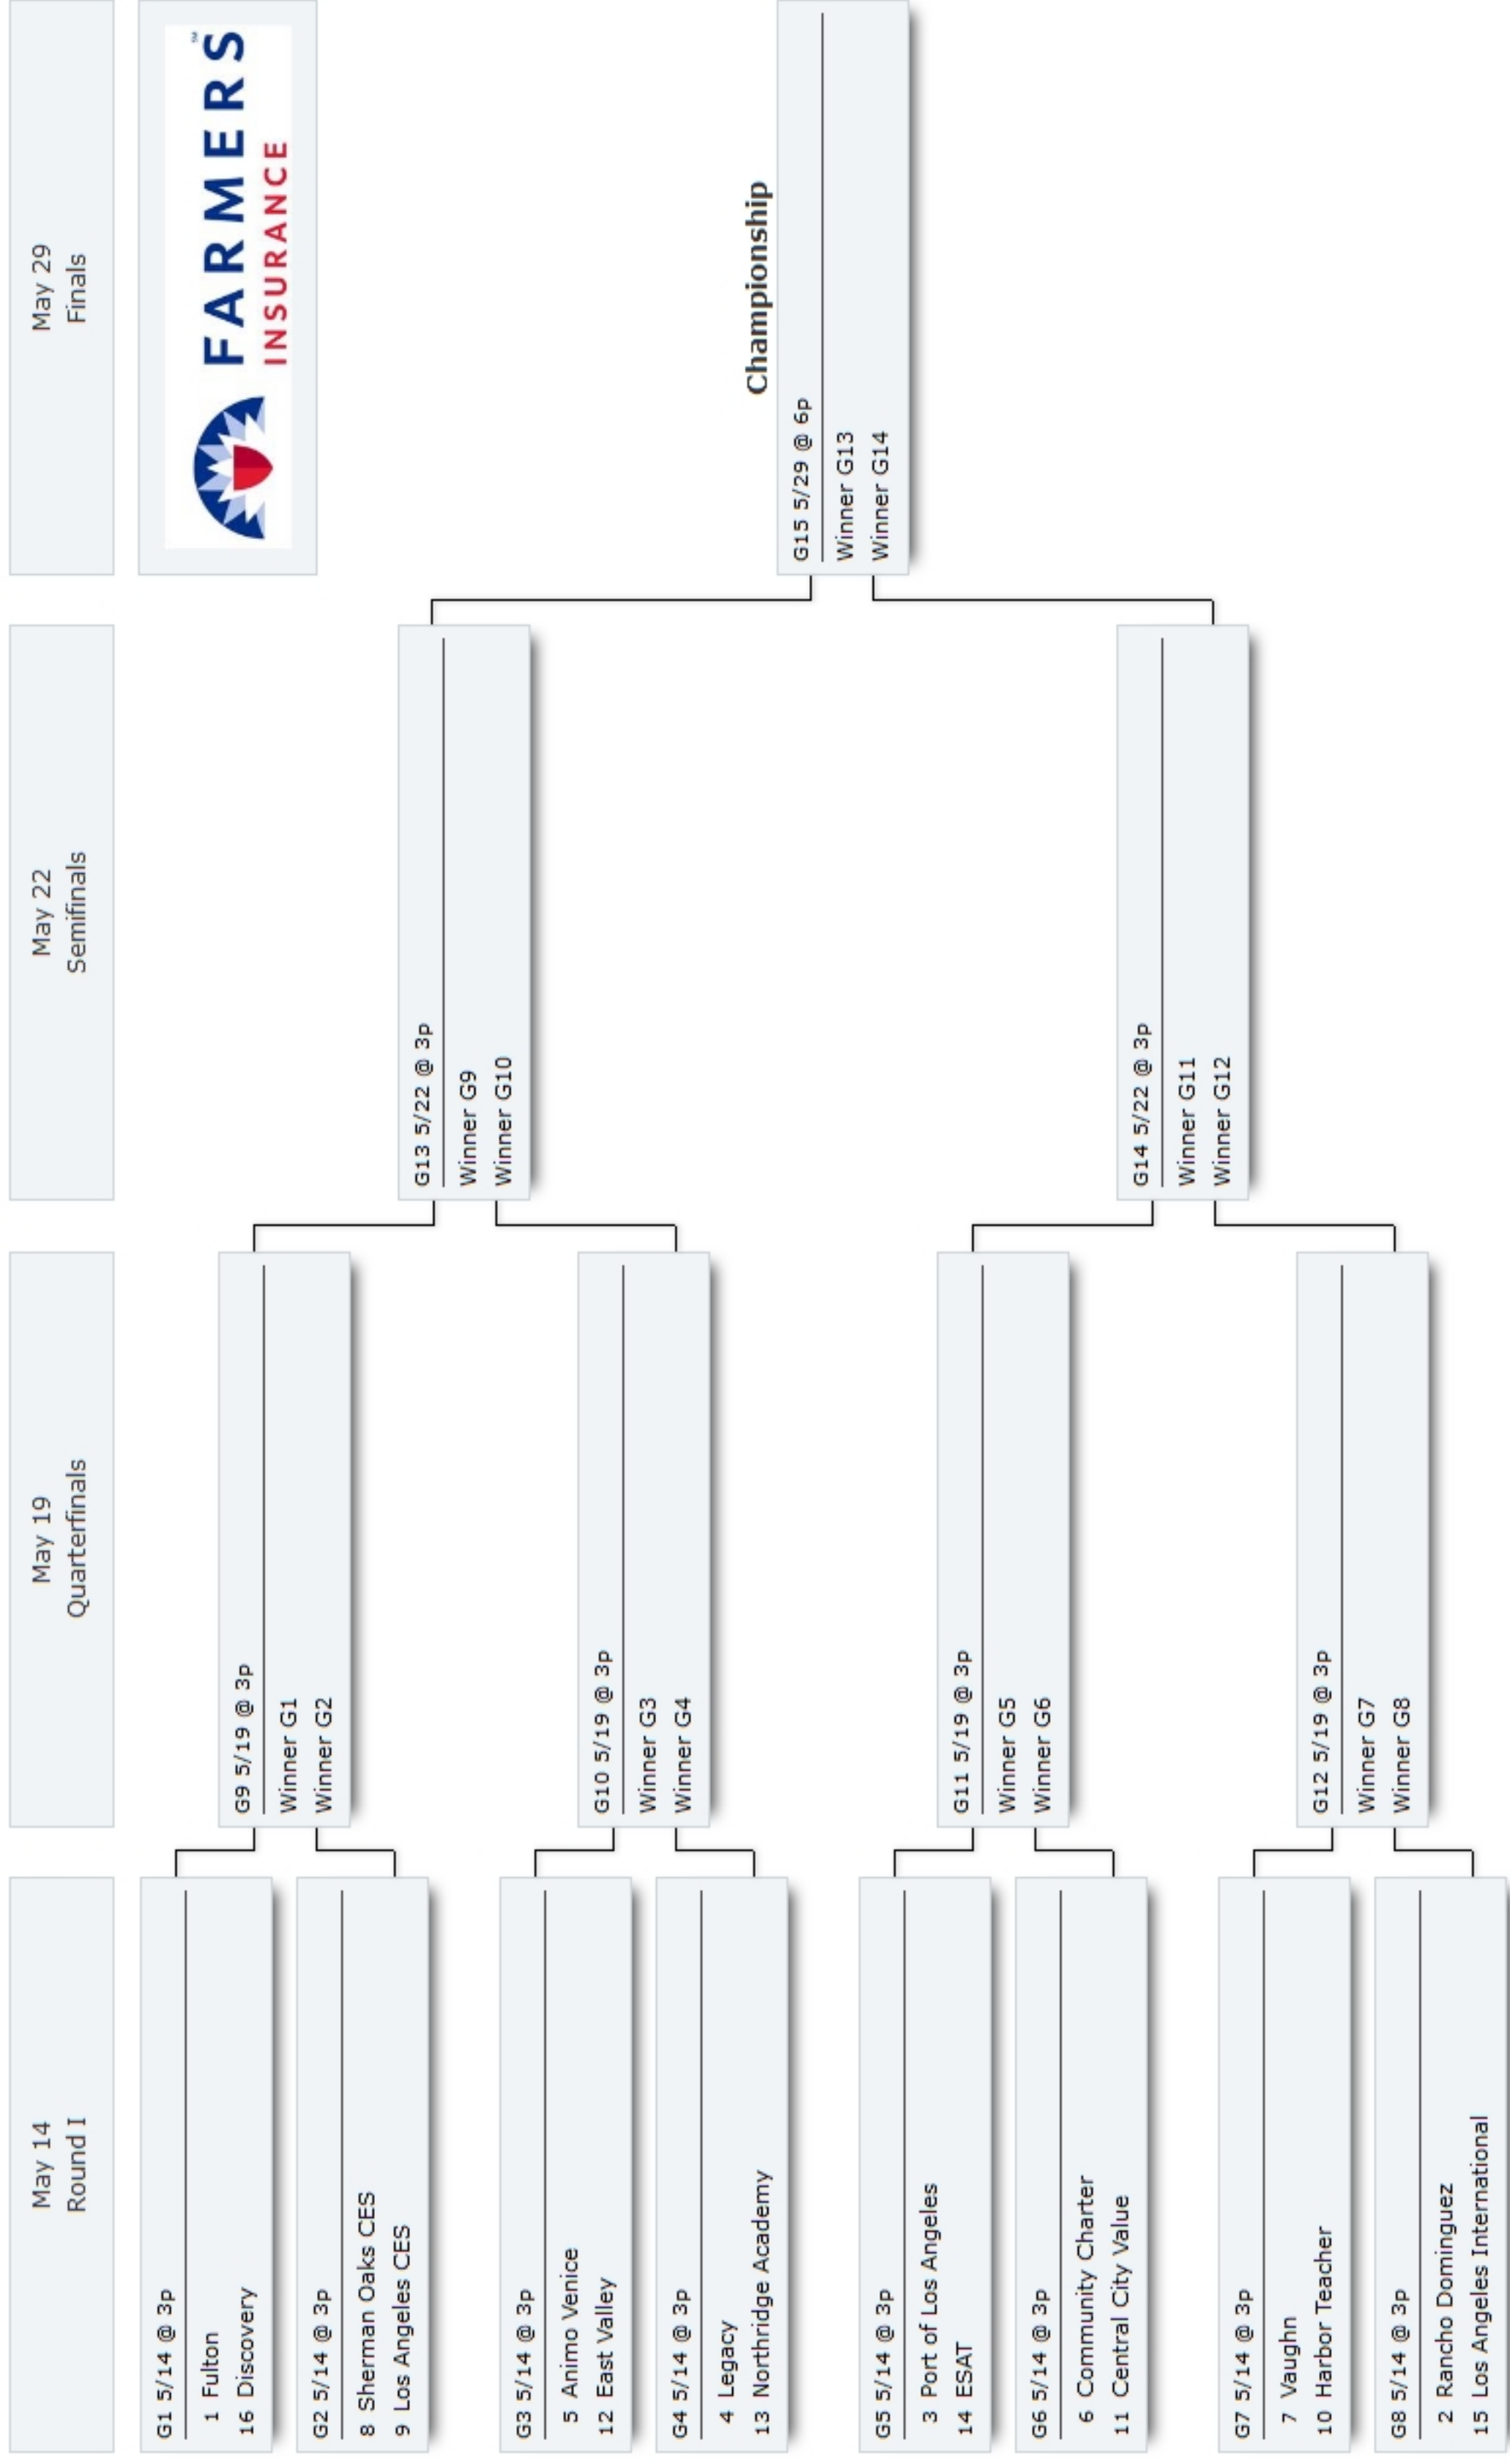 May 14
Round I
May 19
Quarterfinals
May 22
Semifinals
May 29
Finals
FARMERS℠
INSURANCE
G1 5/14 @ 3p
1 Fulton
16 Discovery
G2 5/14 @ 3p
8 Sherman Oaks CES
9 Los Angeles CES
G3 5/14 @ 3p
5 Animo Venice
12 East Valley
G4 5/14 @ 3p
4 Legacy
13 Northridge Academy
G5 5/14 @ 3p
3 Port of Los Angeles
14 ESAT
G6 5/14 @ 3p
6 Community Charter
11 Central City Value
G7 5/14 @ 3p
7 Vaughn
10 Harbor Teacher
G8 5/14 @ 3p
2 Rancho Dominguez
15 Los Angeles International
G9 5/19 @ 3p
Winner G1
Winner G2
G10 5/19 @ 3p
Winner G3
Winner G4
G11 5/19 @ 3p
Winner G5
Winner G6
G12 5/19 @ 3p
Winner G7
Winner G8
G13 5/22 @ 3p
Winner G9
Winner G10
G14 5/22 @ 3p
Winner G11
Winner G12
Championship
G15 5/29 @ 6p
Winner G13
Winner G14